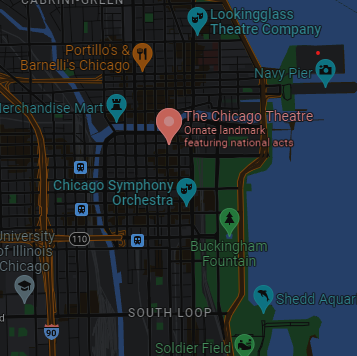 CABRINI-GREEN
Lookingglass
Theatre Company
Portillo's &
Barnelli's Chicago
Navy Pier
Merchandise Mart
The Chicago Theatre
Ornate landmark
featuring national acts
Chicago Symphony
Orchestra
University
of Illinois
Chicago
110
Buckingham
Fountain
Shedd Aquar
SOUTH LOOP
d
90
Soldier Field